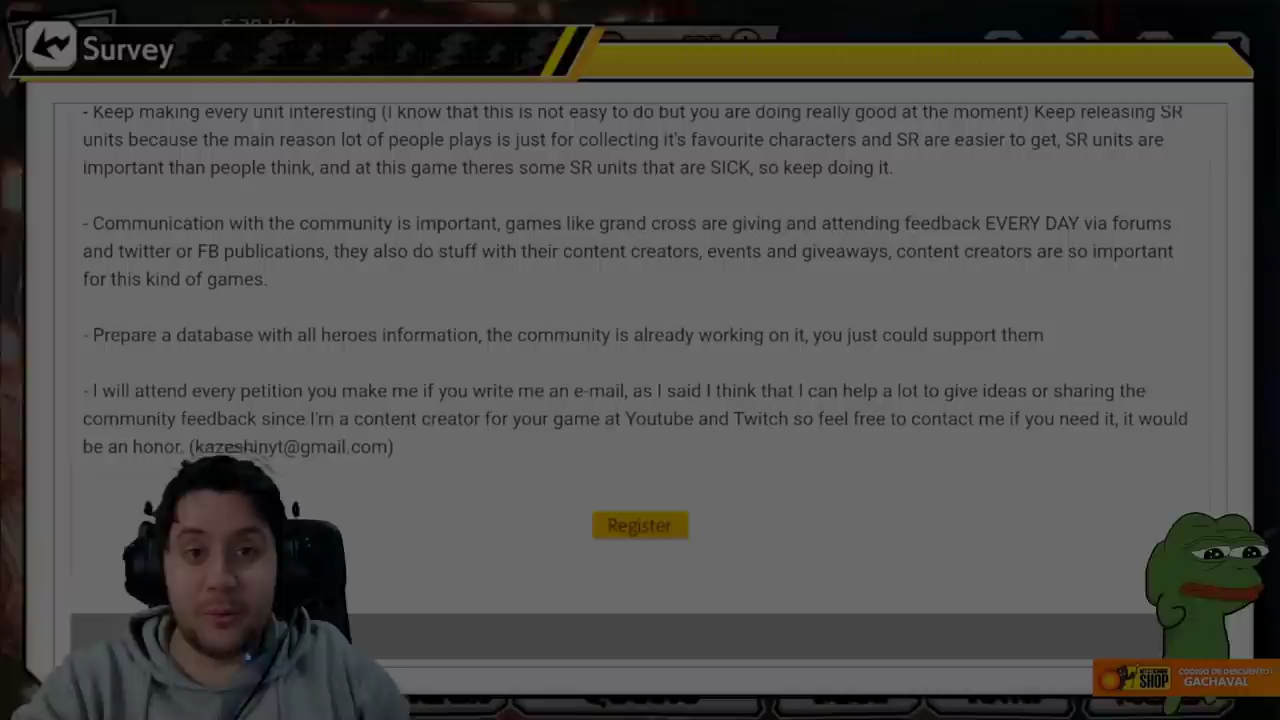 Survey
- Keep making every unit interesting (I know that this is not easy to do but you are doing really good at the moment) Keep releasing SR
units because the main reason lot of people plays is just for collecting it's favourite characters and SR are easier to get, SR units are
important than people think, and at this game theres some SR units that are SICK, so keep doing it.
- Communication with the community is important, games like grand cross are giving and attending feedback EVERY DAY via forums
and twitter or FB publications, they also do stuff with their content creators, events and giveaways, content creators are so important
for this kind of games.
- Prepare a database with all heroes information, the community is already working on it, you just could support them
- I will attend every petition you make me if you write me an e-mail, as I said I think that I can help a lot to give ideas or sharing the
community feedback since I'm a content creator for your game at Youtube and Twitch so feel free to contact me if you need it, it would
be an honor. (kazeshinyt@gmail.com)
Register
SHOP
CODIGO DE DESCUENTO!
GACHAVAL